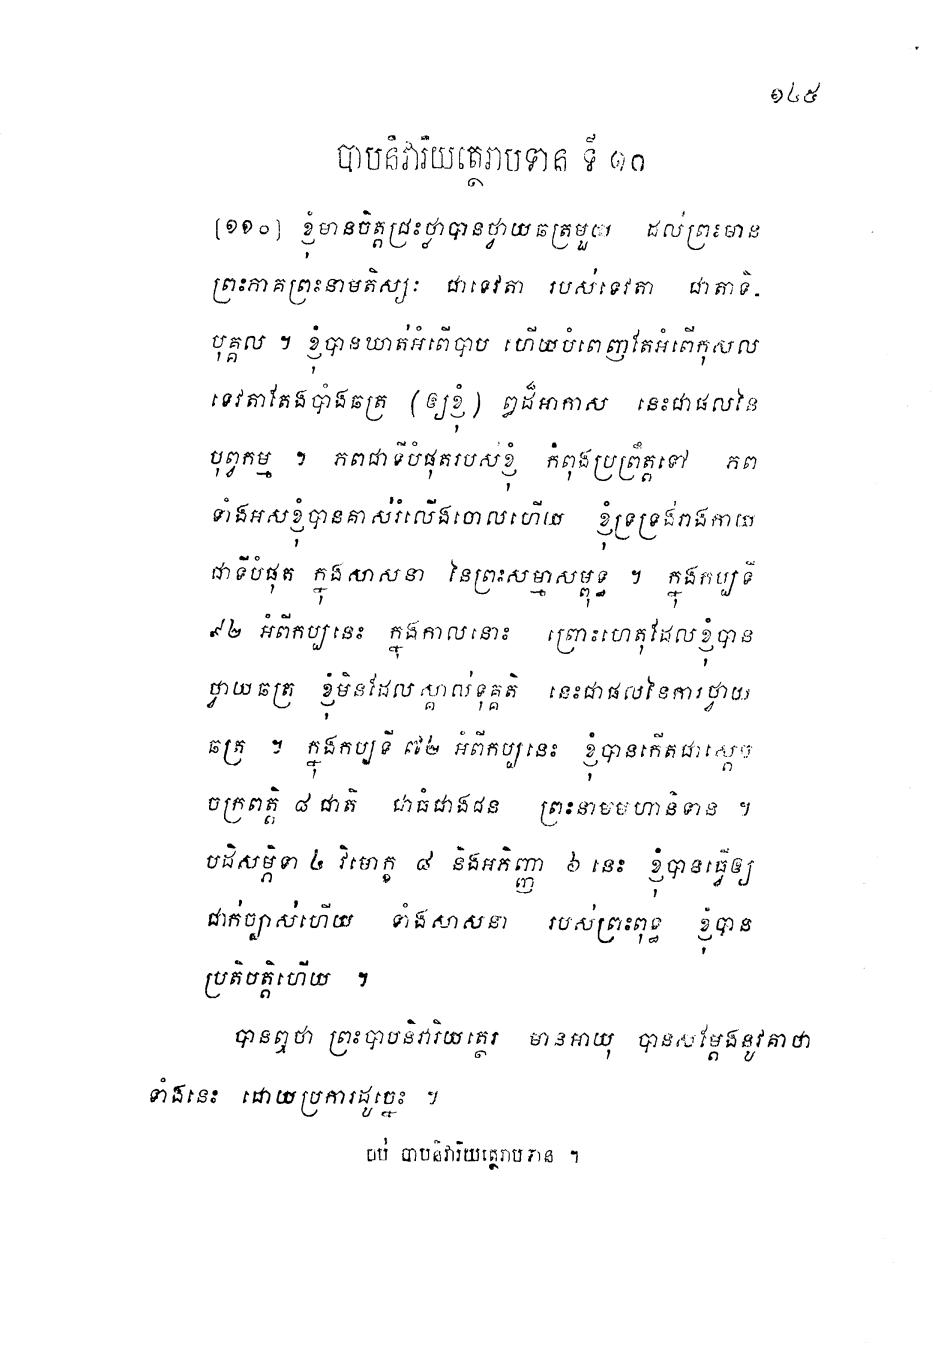 ១៤៥
បាបនិវារិយត្ថេរាបទាន ទី ១០
[១១០] ខ្ញុំមានចិត្តជ្រះថ្លាបានថ្វាយឆត្រមួយ ដល់ព្រះមាន
ព្រះភាគព្រះនាមតិស្សៈ ជាទេវតា របស់ទេវតា ជាតាទិ-
បុគ្គល ។ ខ្ញុំបានឃាត់អំពើបាប ហើយបំពេញតែអំពើកុសល
ទេវតាតែងបាំងឆត្រ (ឲ្យខ្ញុំ) ឰដ៏អាកាស នេះជាផលនៃ
បុព្វកម្ម ។ ភពជាទីបំផុតរបស់ខ្ញុំ កំពុងប្រព្រឹត្តទៅ ភព
ទាំងអសខ្ញុំបានគាស់រំលើងចោលហើយ ខ្ញុំទ្រទ្រង់រាងកាយ
ជាទីបំផុត ក្នុងសាសនា នៃព្រះសម្មាសម្ពុទ្ធ ។ ក្នុងកប្បទី
៩២ អំពីកប្បនេះ ក្នុងកាលនោះ ព្រោះហេតុដែលខ្ញុំបាន
ថ្វាយឆត្រ ខ្ញុំមិនដែលស្គាល់ទុគ្គតិ នេះជាផលនៃការថ្វាយ
ឆត្រ ។ ក្នុងកប្បទី ៧២ អំពីកប្បនេះ ខ្ញុំបានកើតជាស្តេច
ចក្រពត្តិ ៨ ជាតិ ជាធំជាងជន ព្រះនាមមហានិទាន ។
បដិសម្ភិទា ៤ វិមោក្ខ ៨ និងអភិញ្ញា ៦ នេះ ខ្ញុំបានធ្វើឲ្យ
ជាក់ច្បាស់ហើយ ទាំងសាសនា របស់ព្រះពុទ្ធ ខ្ញុំបាន
ប្រតិបត្តិហើយ ។
បានឮថា ព្រះបាបនិវារិយត្ថេរ មានអាយុ បានសម្តែងនូវគាថា
ទាំងនេះ ដោយប្រការដូច្នេះ ។
ចប់ បាបនិវារិយត្ថេរាបទាន ។